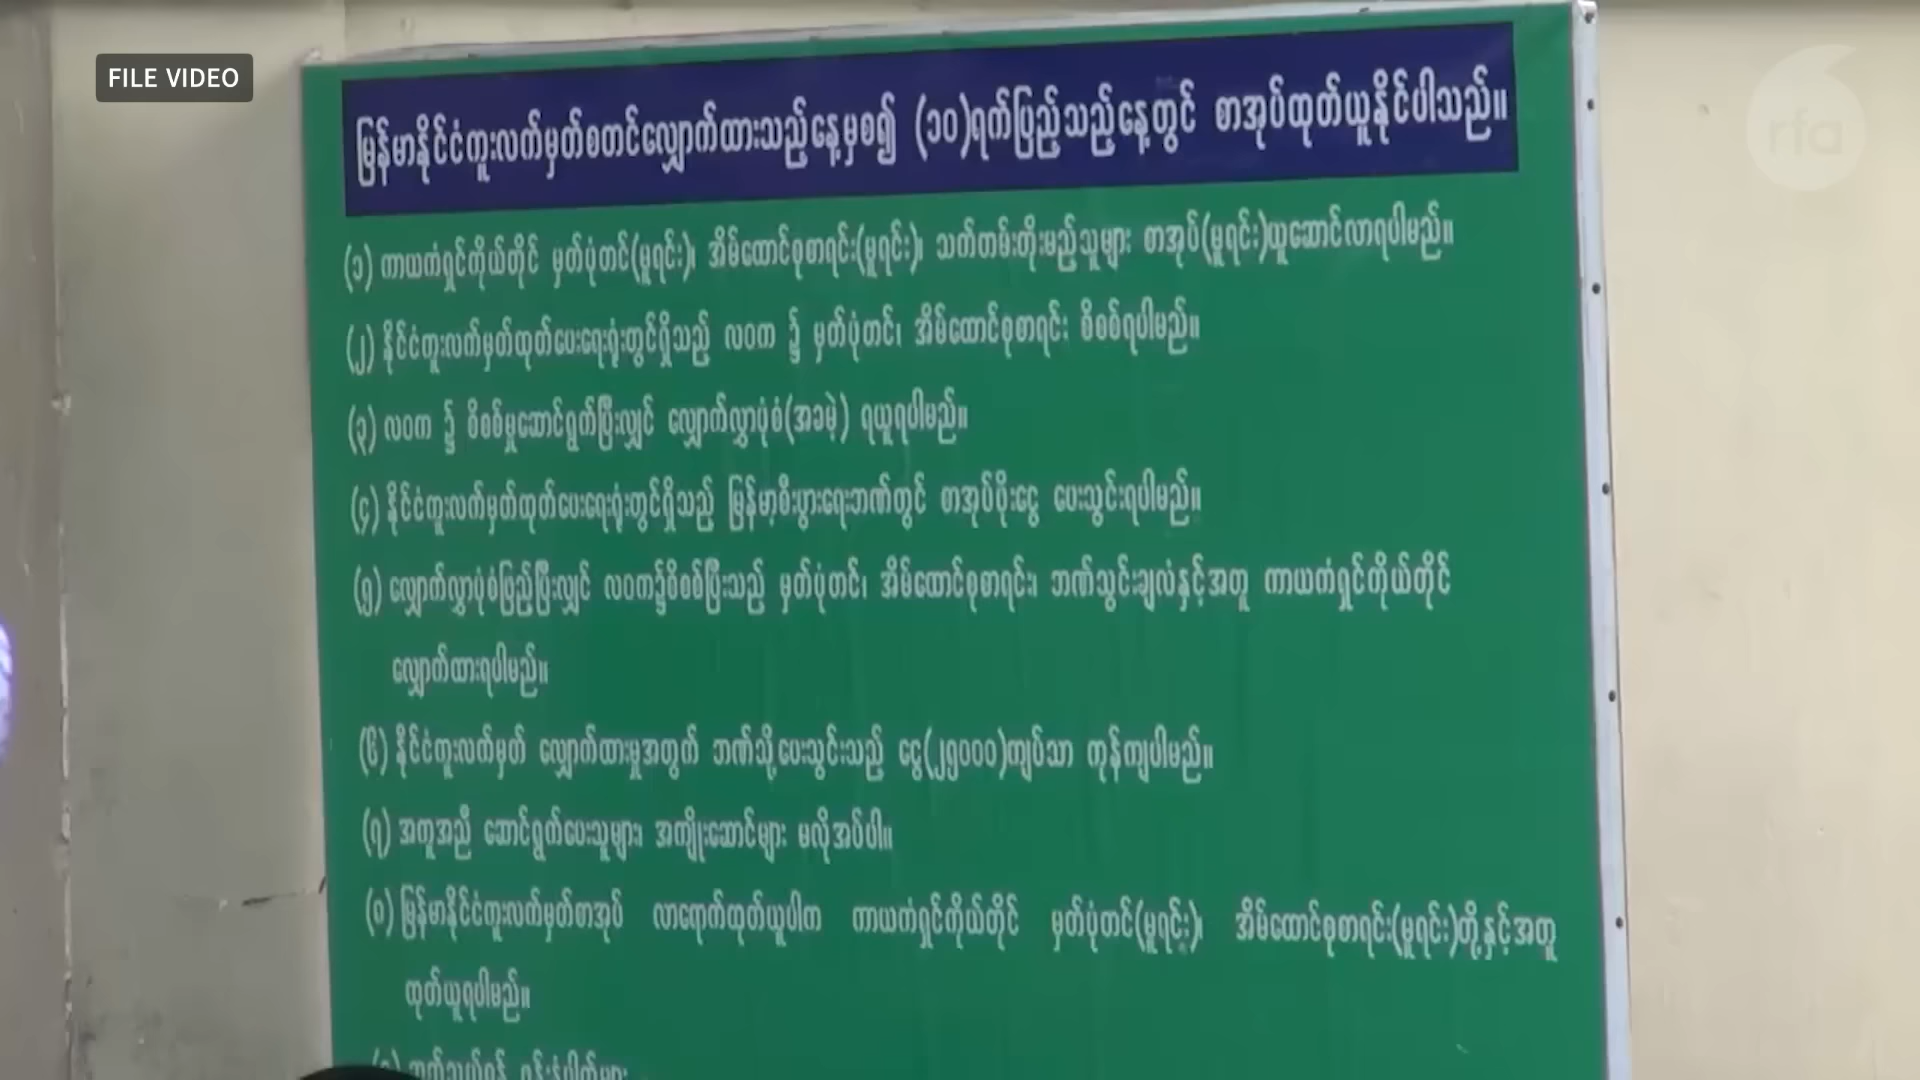 FILE VIDEO
rfa
မြန်မာနိုင်ငံကူးလက်မှတ်စတင်လျှောက်ထားသည့်နေ့မှစ၍ (၁၀)ရက်ပြည့်သည့်နေ့တွင် စာအုပ်ထုတ်ယူနိုင်ပါသည်။
(၁) ကာယကံရှင်ကိုယ်တိုင် မှတ်ပုံတင်(မူရင်း)၊ အိမ်ထောင်စုစာရင်း(မူရင်း)၊ သက်တမ်းတိုးမည့်သူများ စာအုပ်(မူရင်း)ယူဆောင်လာရပါမည်။
(၂) နိုင်ငံကူးလက်မှတ်ထုတ်ပေးရေးရုံးတွင်ရှိသည့် လဝက ၌ မှတ်ပုံတင်၊ အိမ်ထောင်စုစာရင်း စိစစ်ရပါမည်။
(၃) လဝက ၌ စိစစ်မှုဆောင်ရွက်ပြီးလျှင် လျှောက်လွှာပုံစံ(အခမဲ့) ရယူရပါမည်။
(၄) နိုင်ငံကူးလက်မှတ်ထုတ်ပေးရေးရုံးတွင်ရှိသည့် မြန်မာ့စီးပွားရေးဘဏ်တွင် စာအုပ်ဖိုးငွေ ပေးသွင်းရပါမည်။
(၅) လျှောက်လွှာပုံစံဖြည့်ပြီးလျှင် လဝက၌စိစစ်ပြီးသည့် မှတ်ပုံတင်၊ အိမ်ထောင်စုစာရင်း၊ ဘဏ်သွင်းချလံနှင့်အတူ ကာယကံရှင်ကိုယ်တိုင်
လျှောက်ထားရပါမည်။
(၆) နိုင်ငံကူးလက်မှတ် လျှောက်ထားမှုအတွက် ဘဏ်သို့ပေးသွင်းသည့် ငွေ(၂၅၀၀၀)ကျပ်သာ ကုန်ကျပါမည်။
(၇) အကူအညီ ဆောင်ရွက်ပေးသူများ၊ အကျိုးဆောင်များ မလိုအပ်ပါ။
(၈) မြန်မာနိုင်ငံကူးလက်မှတ်စာအုပ် လာရောက်ထုတ်ယူပါက ကာယကံရှင်ကိုယ်တိုင် မှတ်ပုံတင်(မူရင်း)၊ အိမ်ထောင်စုစာရင်း(မူရင်း)တို့နှင့်အတူ
ထုတ်ယူရပါမည်။